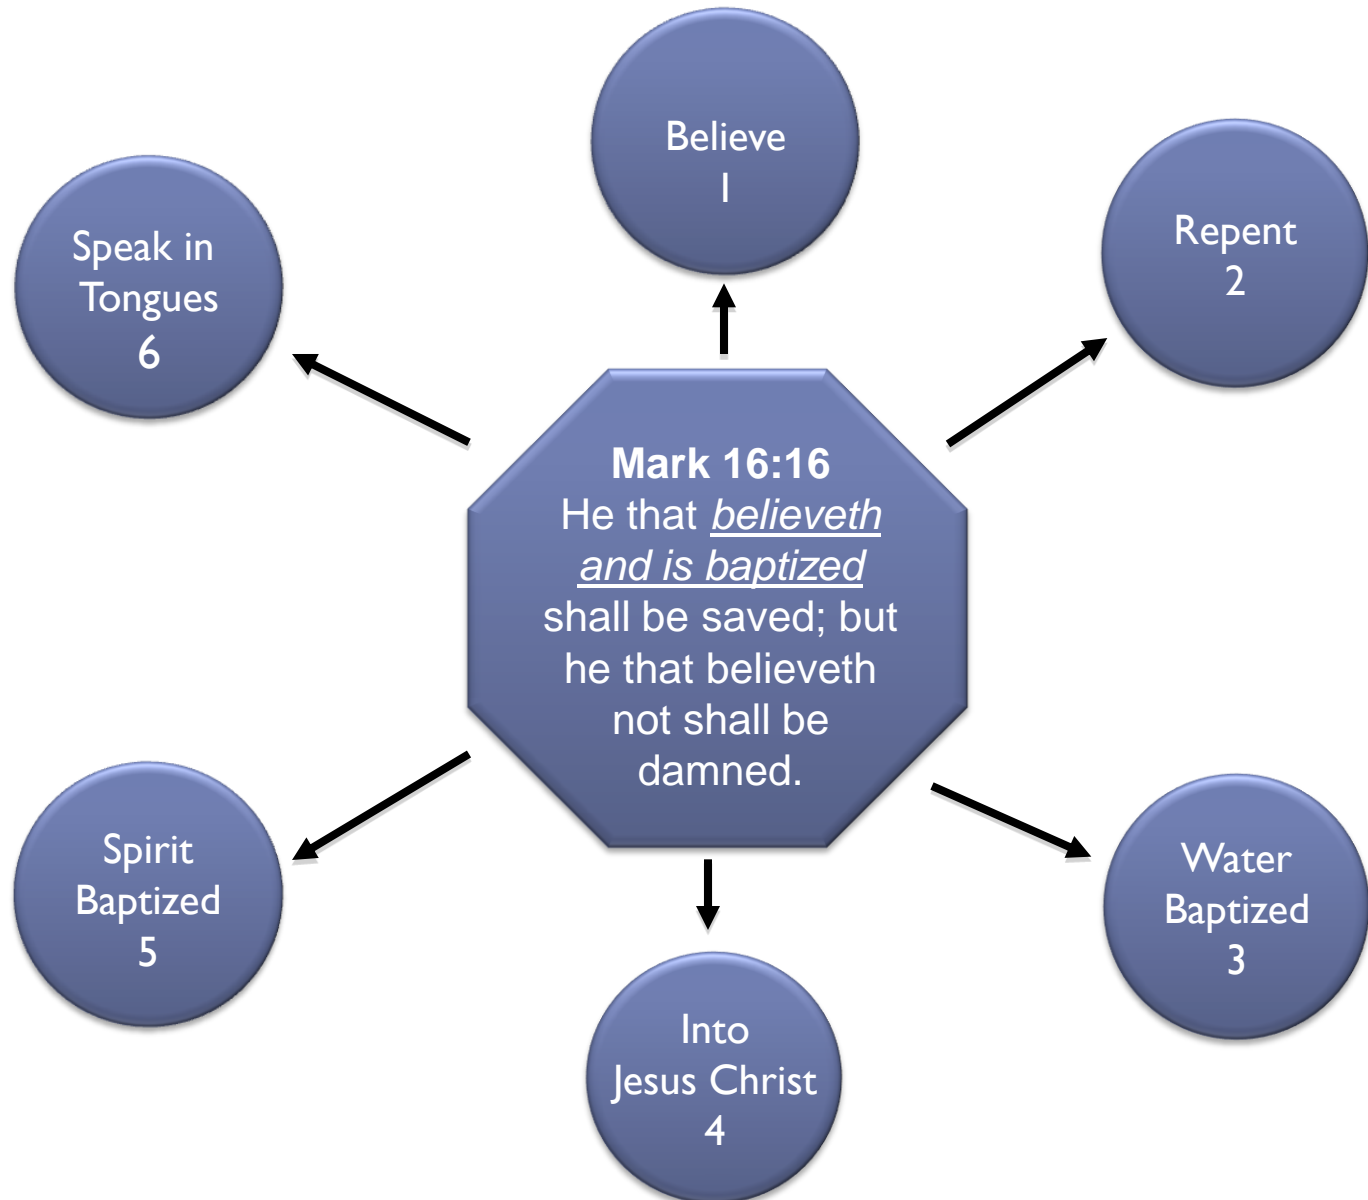 Believe
1
Repent
2
Speak in
Tongues
6
Mark 16:16
He that believeth
and is baptized
shall be saved; but
he that believeth
not shall be
damned.
Spirit
Baptized
5
Water
Baptized
3
Into
Jesus Christ
4